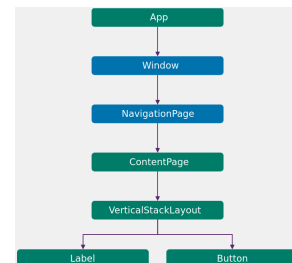 App
Window
NavigationPage
ContentPage
VerticalStackLayout
Label
Button